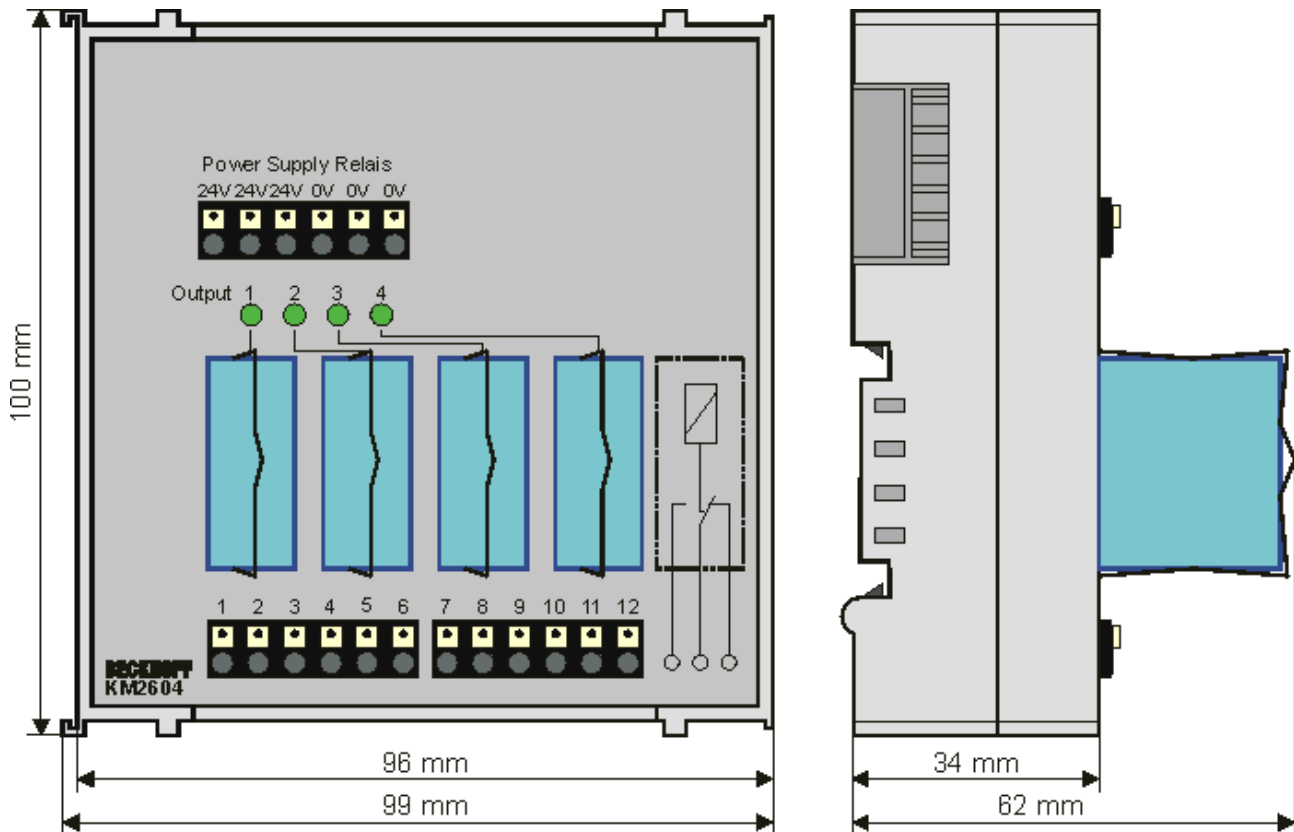 Power Supply Relais
24V 24V 24V 0V 0V 0V
Output 1 2 3 4
100 mm
1 2 3 4 5 6 7 8 9 10 11 12
BECKHOFF
KM2604
96 mm
99 mm
34 mm
62 mm